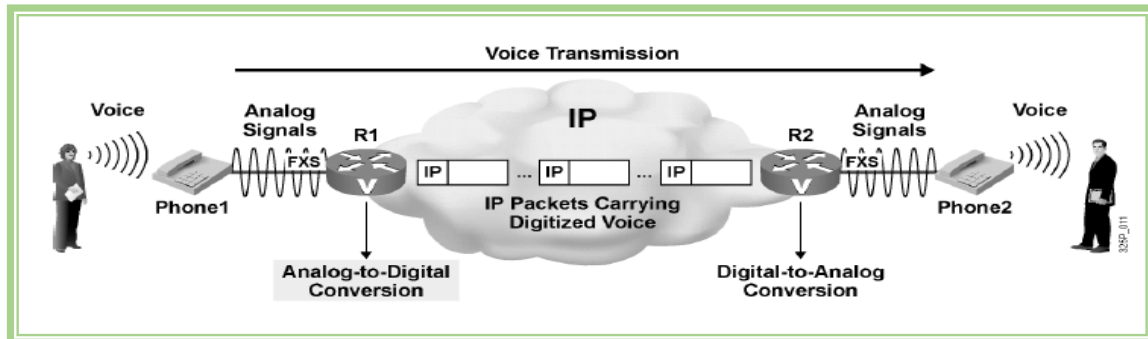 Voice Transmission
Voice
Analog
Signals
R1
FXS
V
Phone1
IP
IP
...
IP
...
IP
IP Packets Carrying
Digitized Voice
R2
FXS
V
Analog
Signals
Voice
Phone2
Analog-to-Digital
Conversion
Digital-to-Analog
Conversion
325P_011